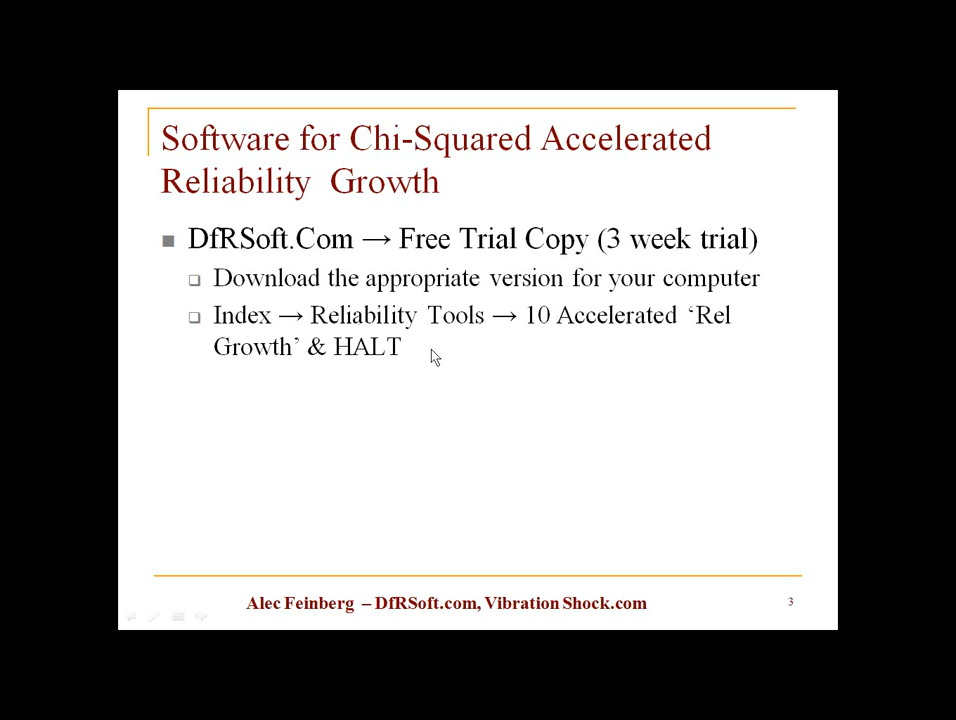 Software for Chi-Squared Accelerated
Reliability Growth
DfRSoft.Com → Free Trial Copy (3 week trial)
Download the appropriate version for your computer
Index → Reliability Tools → 10 Accelerated ‘Rel
Growth’ & HALT
Alec Feinberg – DfRSoft.com, Vibration Shock.com
3